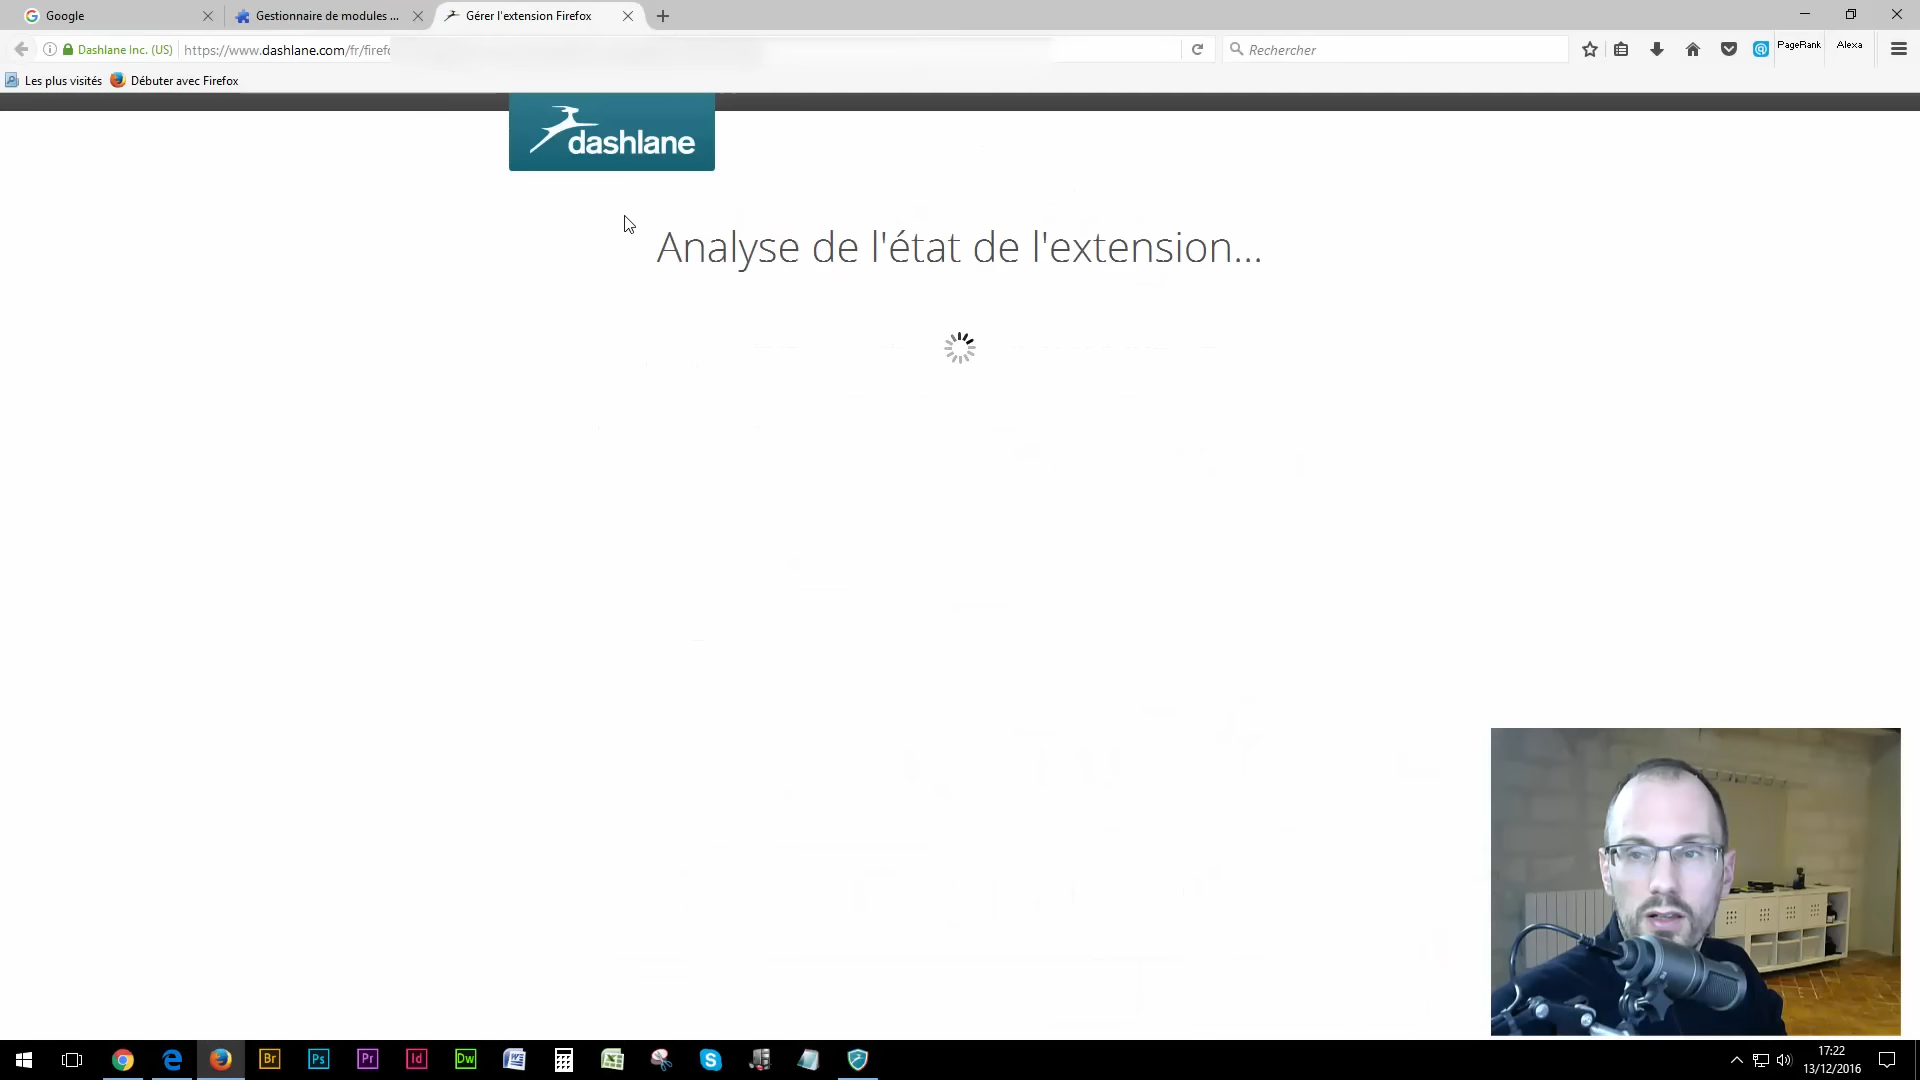 Google
Gestionnaire de modules ...
Gérer l'extension Firefox
Dashlane Inc. (US)
https://www.dashlane.com/fr/firef
Rechercher
PageRank
Alexa
Les plus visités
Débuter avec Firefox
dashlane
Analyse de l'état de l'extension...
Br
Ps
Pr
Id
Dw
17:22
13/12/2016